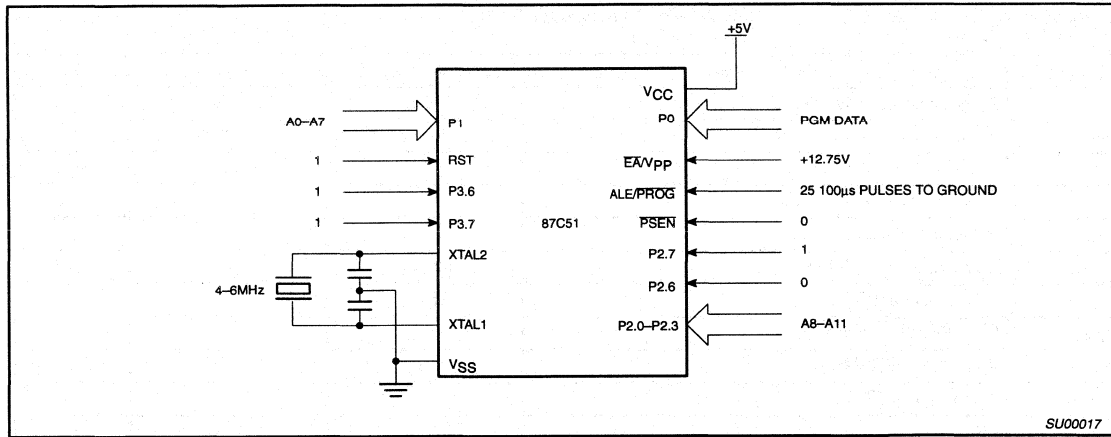 +5V
A0–A7
P1
RST
P3.6
P3.7
XTAL2
XTAL1
VSS
1
1
1
4–6MHz
87C51
VCC
P0
EA/VPP
ALE/PROG
PSEN
P2.7
P2.6
P2.0–P2.3
PGM DATA
+12.75V
25 100µs PULSES TO GROUND
0
1
0
A8–A11
SU00017